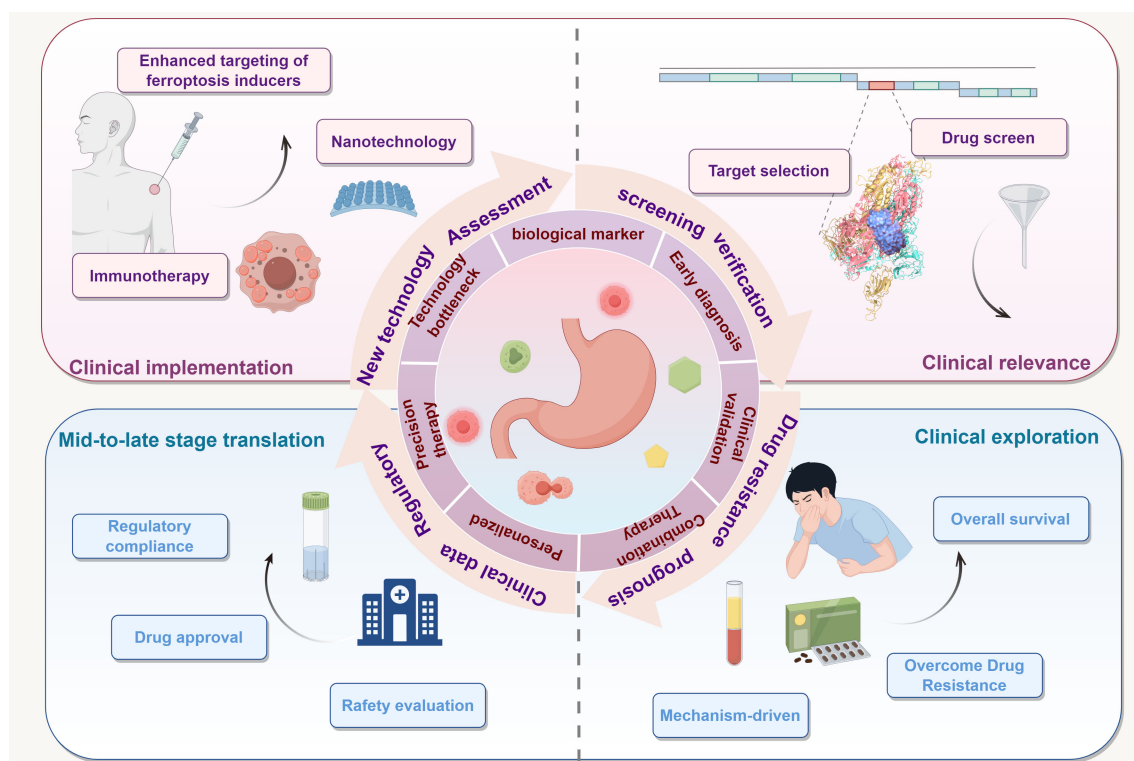 Enhanced targeting of
ferroptosis inducers
Nanotechnology
Immunotherapy
Clinical implementation
Drug screen
Target selection
Clinical relevance
New technology Assessment
screening verification
Drug resistance prognosis
Clinical data Regulatory
biological marker
Early diagnosis
Clinical
validation
Combination
Therapy
Personalized
Precision
therapy
Technology
bottleneck
Mid-to-late stage translation
Regulatory
compliance
Drug approval
Rafety evaluation
Clinical exploration
Overall survival
Overcome Drug
Resistance
Mechanism-driven